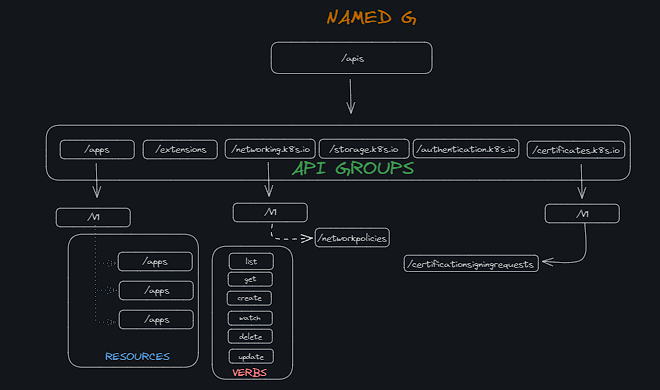 NAMED G
/apis
/apps
/extensions
/networking.k8s.io
/storage.k8s.io
/authentication.k8s.io
/certificates.k8s.io
API GROUPS
/V1
/V1
/V1
/networkpolicies
/apps
/apps
/apps
RESOURCES
list
get
create
watch
delete
update
VERBS
/certificationsigningrequests